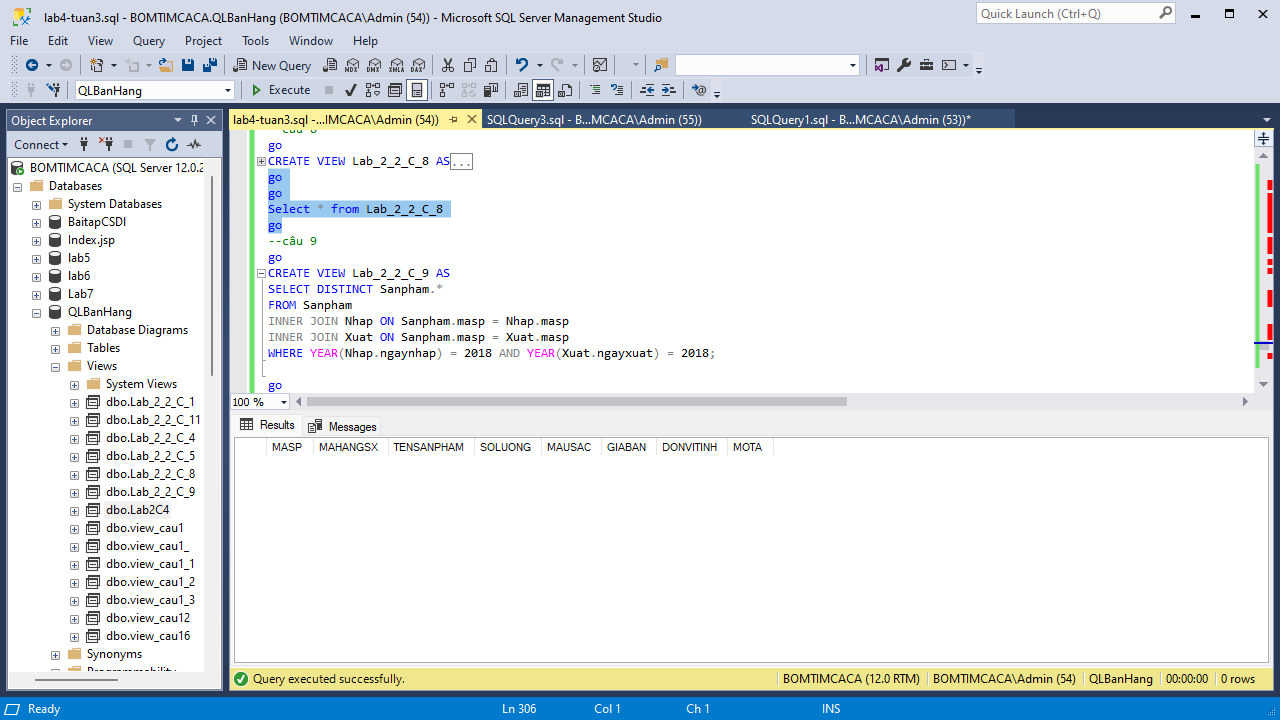 lab4-tuan3.sql - BOMTIMCACA.QLBanHang (BOMTIMCACA\Admin (54)) - Microsoft SQL Server Management Studio
Quick Launch (Ctrl+Q)
File Edit View Query Project Tools Window Help
New Query
MDX DMX XMLA DAX
QLBanHang
Execute
Object Explorer
Connect
BOMTIMCACA (SQL Server 12.0.2
Databases
System Databases
BaitapCSDl
Index.jsp
lab5
lab6
Lab7
QLBanHang
Database Diagrams
Tables
Views
System Views
dbo.Lab_2_2_C_1
dbo.Lab_2_2_C_11
dbo.Lab_2_2_C_4
dbo.Lab_2_2_C_5
dbo.Lab_2_2_C_8
dbo.Lab_2_2_C_9
dbo.Lab2C4
dbo.view_cau1
dbo.view_cau1_
dbo.view_cau1_1
dbo.view_cau1_2
dbo.view_cau1_3
dbo.view_cau12
dbo.view_cau16
Synonyms
Programmability
lab4-tuan3.sql -...IMCACA\Admin (54))
SQLQuery3.sql - B...MCACA\Admin (55))
SQLQuery1.sql - B...MCACA\Admin (53))*
go
CREATE VIEW Lab_2_2_C_8 AS...
go
go
Select * from Lab_2_2_C_8
go
--câu 9
go
CREATE VIEW Lab_2_2_C_9 AS
SELECT DISTINCT Sanpham.*
FROM Sanpham
INNER JOIN Nhap ON Sanpham.masp = Nhap.masp
INNER JOIN Xuat ON Sanpham.masp = Xuat.masp
WHERE YEAR(Nhap.ngaynhap) = 2018 AND YEAR(Xuat.ngayxuat) = 2018;
go
100 %
Results Messages
MASP MAHANGSX TENSANPHAM SOLUONG MAUSAC GIABAN DONVITINH MOTA
Query executed successfully.
BOMTIMCACA (12.0 RTM) BOMTIMCACA\Admin (54) QLBanHang 00:00:00 0 rows
Ready Ln 306 Col 1 Ch 1 INS